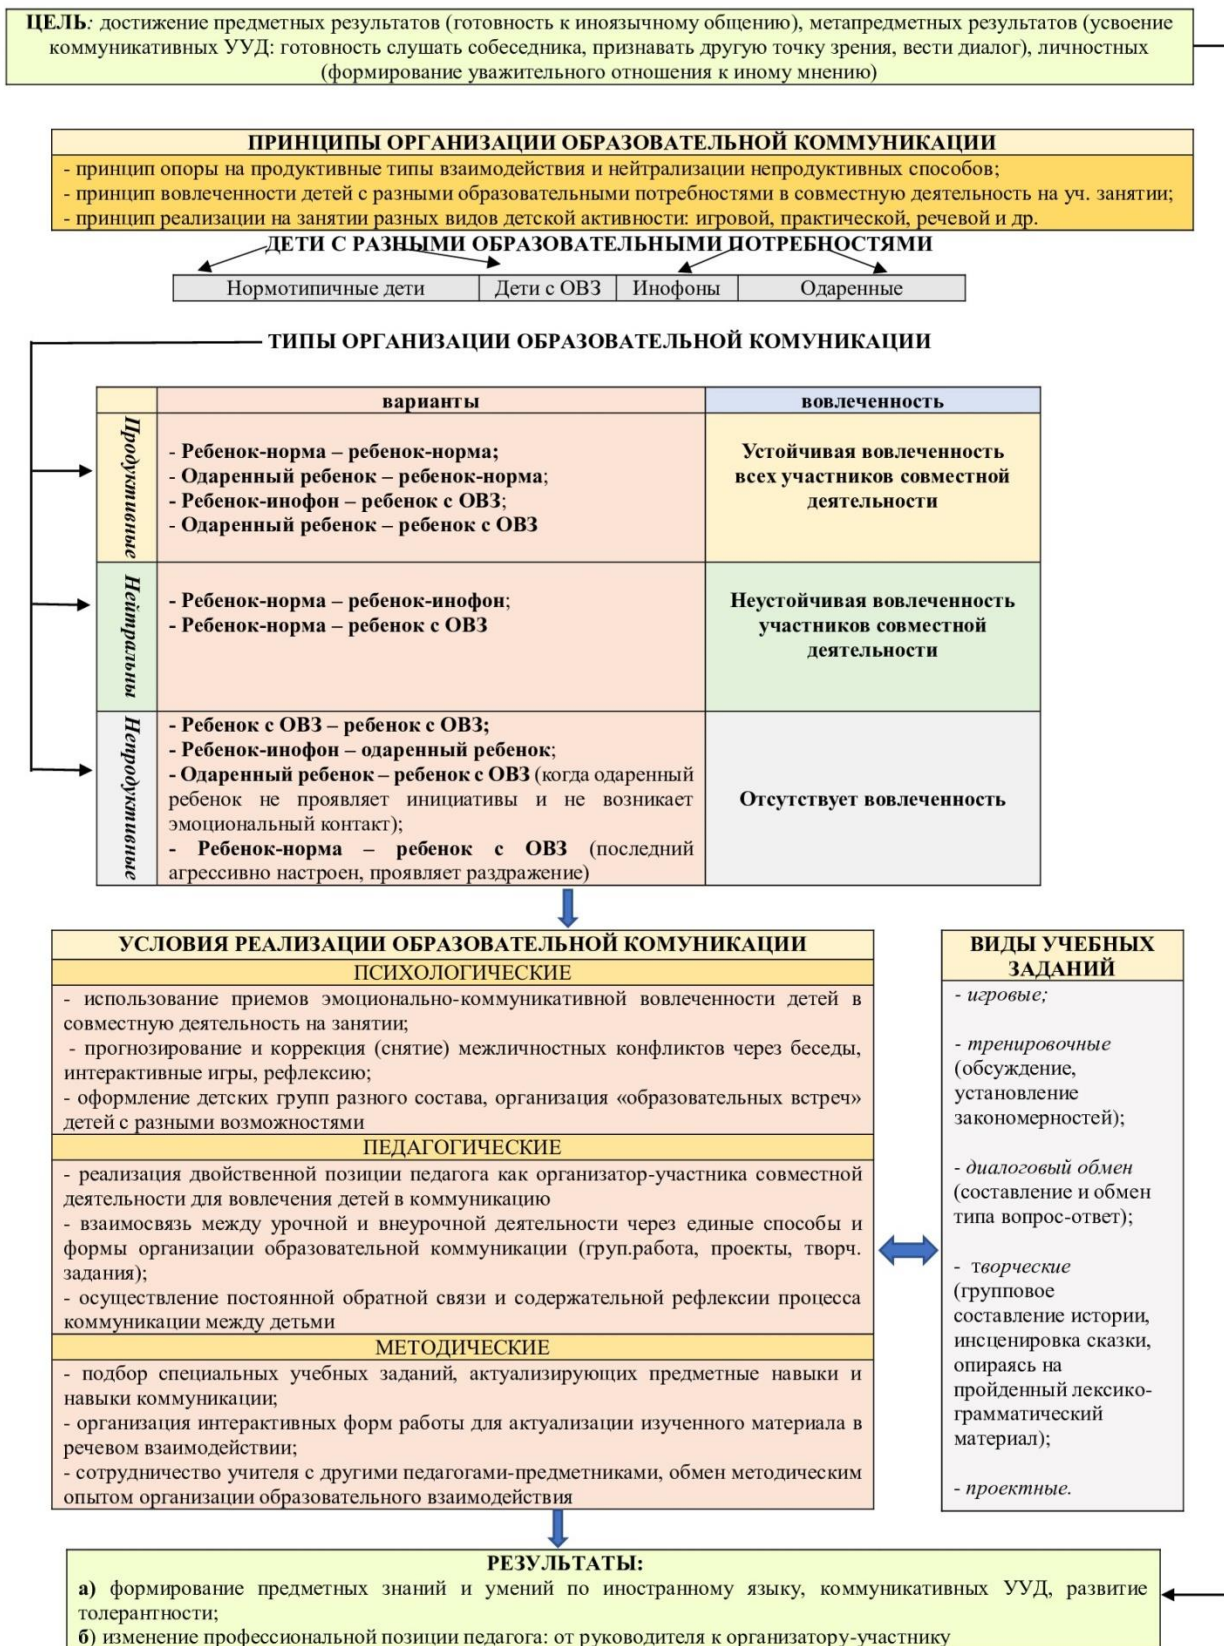 ЦЕЛЬ: достижение предметных результатов (готовность к иноязычному общению), метапредметных результатов (усвоение
коммуникативных УУД: готовность слушать собеседника, признавать другую точку зрения, вести диалог), личностных
(формирование уважительного отношения к иному мнению)
ПРИНЦИПЫ ОРГАНИЗАЦИИ ОБРАЗОВАТЕЛЬНОЙ КОММУНИКАЦИИ
- принцип опоры на продуктивные типы взаимодействия и нейтрализации непродуктивных способов;
- принцип вовлеченности детей с разными образовательными потребностями в совместную деятельность на уч. занятии;
- принцип реализации на занятии разных видов детской активности: игровой, практической, речевой и др.
ДЕТИ С РАЗНЫМИ ОБРАЗОВАТЕЛЬНЫМИ ПОТРЕБНОСТЯМИ
Нормотипичные дети Дети с ОВЗ Инофоны Одаренные
ТИПЫ ОРГАНИЗАЦИИ ОБРАЗОВАТЕЛЬНОЙ КОМУНИКАЦИИ
варианты
вовлеченность
Продуктивные
- Ребенок-норма – ребенок-норма;
- Одаренный ребенок – ребенок-норма;
- Ребенок-инофон – ребенок с ОВЗ;
- Одаренный ребенок – ребенок с ОВЗ
Устойчивая вовлеченность
всех участников совместной
деятельности
Нейтральны
- Ребенок-норма – ребенок-инофон;
- Ребенок-норма – ребенок с ОВЗ
Неустойчивая вовлеченность
участников совместной
деятельности
Непродуктивные
- Ребенок с ОВЗ – ребенок с ОВЗ;
- Ребенок-инофон – одаренный ребенок;
- Одаренный ребенок – ребенок с ОВЗ (когда одаренный
ребенок не проявляет инициативы и не возникает
эмоциональный контакт);
- Ребенок-норма – ребенок с ОВЗ (последний
агрессивно настроен, проявляет раздражение)
Отсутствует вовлеченность
УСЛОВИЯ РЕАЛИЗАЦИИ ОБРАЗОВАТЕЛЬНОЙ КОМУНИКАЦИИ
ПСИХОЛОГИЧЕСКИЕ
- использование приемов эмоционально-коммуникативной вовлеченности детей в
совместную деятельность на занятии;
- прогнозирование и коррекция (снятие) межличностных конфликтов через беседы,
интерактивные игры, рефлексию;
- оформление детских групп разного состава, организация «образовательных встреч»
детей с разными возможностями
ПЕДАГОГИЧЕСКИЕ
- реализация двойственной позиции педагога как организатор-участника совместной
деятельности для вовлечения детей в коммуникацию
- взаимосвязь между урочной и внеурочной деятельности через единые способы и
формы организации образовательной коммуникации (груп.работа, проекты, творч.
задания);
- осуществление постоянной обратной связи и содержательной рефлексии процесса
коммуникации между детьми
МЕТОДИЧЕСКИЕ
- подбор специальных учебных заданий, актуализирующих предметные навыки и
навыки коммуникации;
- организация интерактивных форм работы для актуализации изученного материала в
речевом взаимодействии;
- сотрудничество учителя с другими педагогами-предметниками, обмен методическим
опытом организации образовательного взаимодействия
ВИДЫ УЧЕБНЫХ
ЗАДАНИЙ
- игровые;
- тренировочные
(обсуждение,
установление
закономерностей);
- диалоговый обмен
(составление и обмен
типа вопрос-ответ);
- творческие
(групповое
составление истории,
инсценировка сказки,
опираясь на
пройденный лексико-
грамматический
материал);
- проектные.
РЕЗУЛЬТАТЫ:
а) формирование предметных знаний и умений по иностранному языку, коммуникативных УУД, развитие
толерантности;
б) изменение профессиональной позиции педагога: от руководителя к организатору-участнику